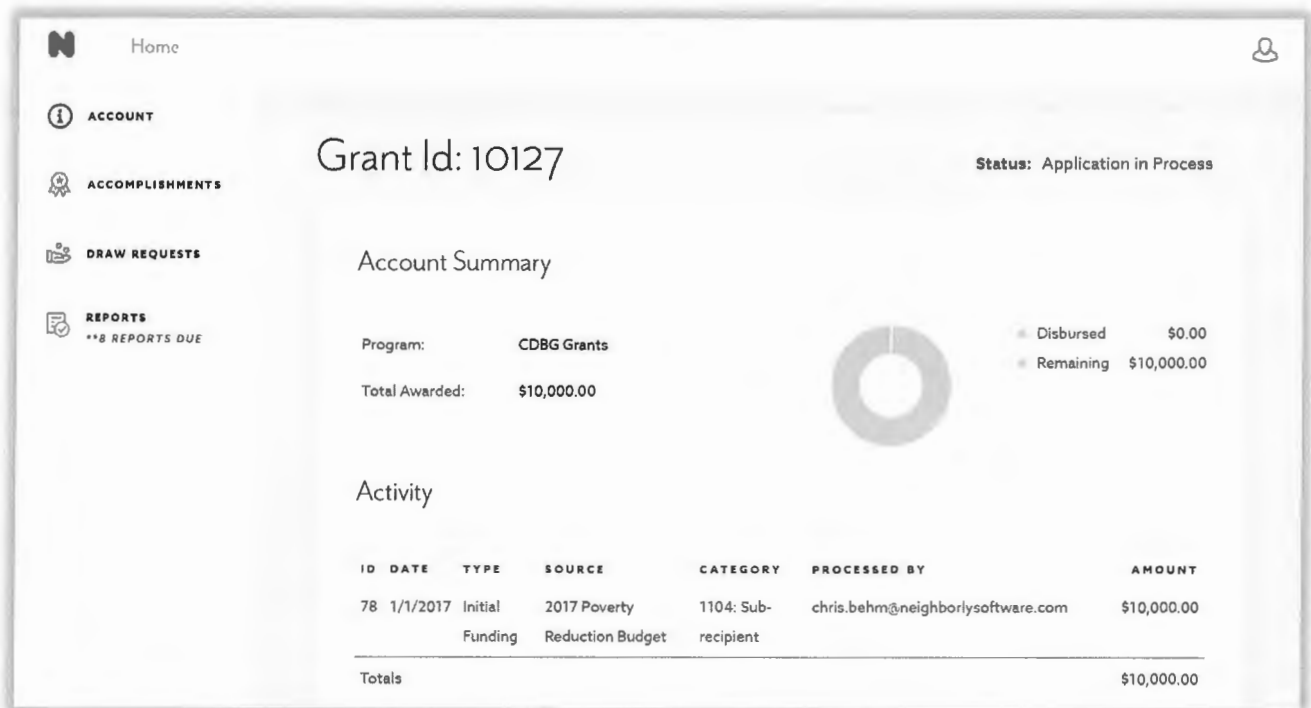 N Home
ACCOUNT
ACCOMPLISHMENTS
DRAW REQUESTS
REPORTS
**8 REPORTS DUE
Grant Id: 10127
Status: Application in Process
Account Summary
Program: CDBG Grants
Total Awarded: $10,000.00
Disbursed $0.00
Remaining $10,000.00
Activity
ID DATE TYPE SOURCE CATEGORY PROCESSED BY AMOUNT
78 1/1/2017 Initial 2017 Poverty 1104: Sub- chris.behm@neighborlysoftware.com $10,000.00
Funding Reduction Budget recipient
Totals $10,000.00